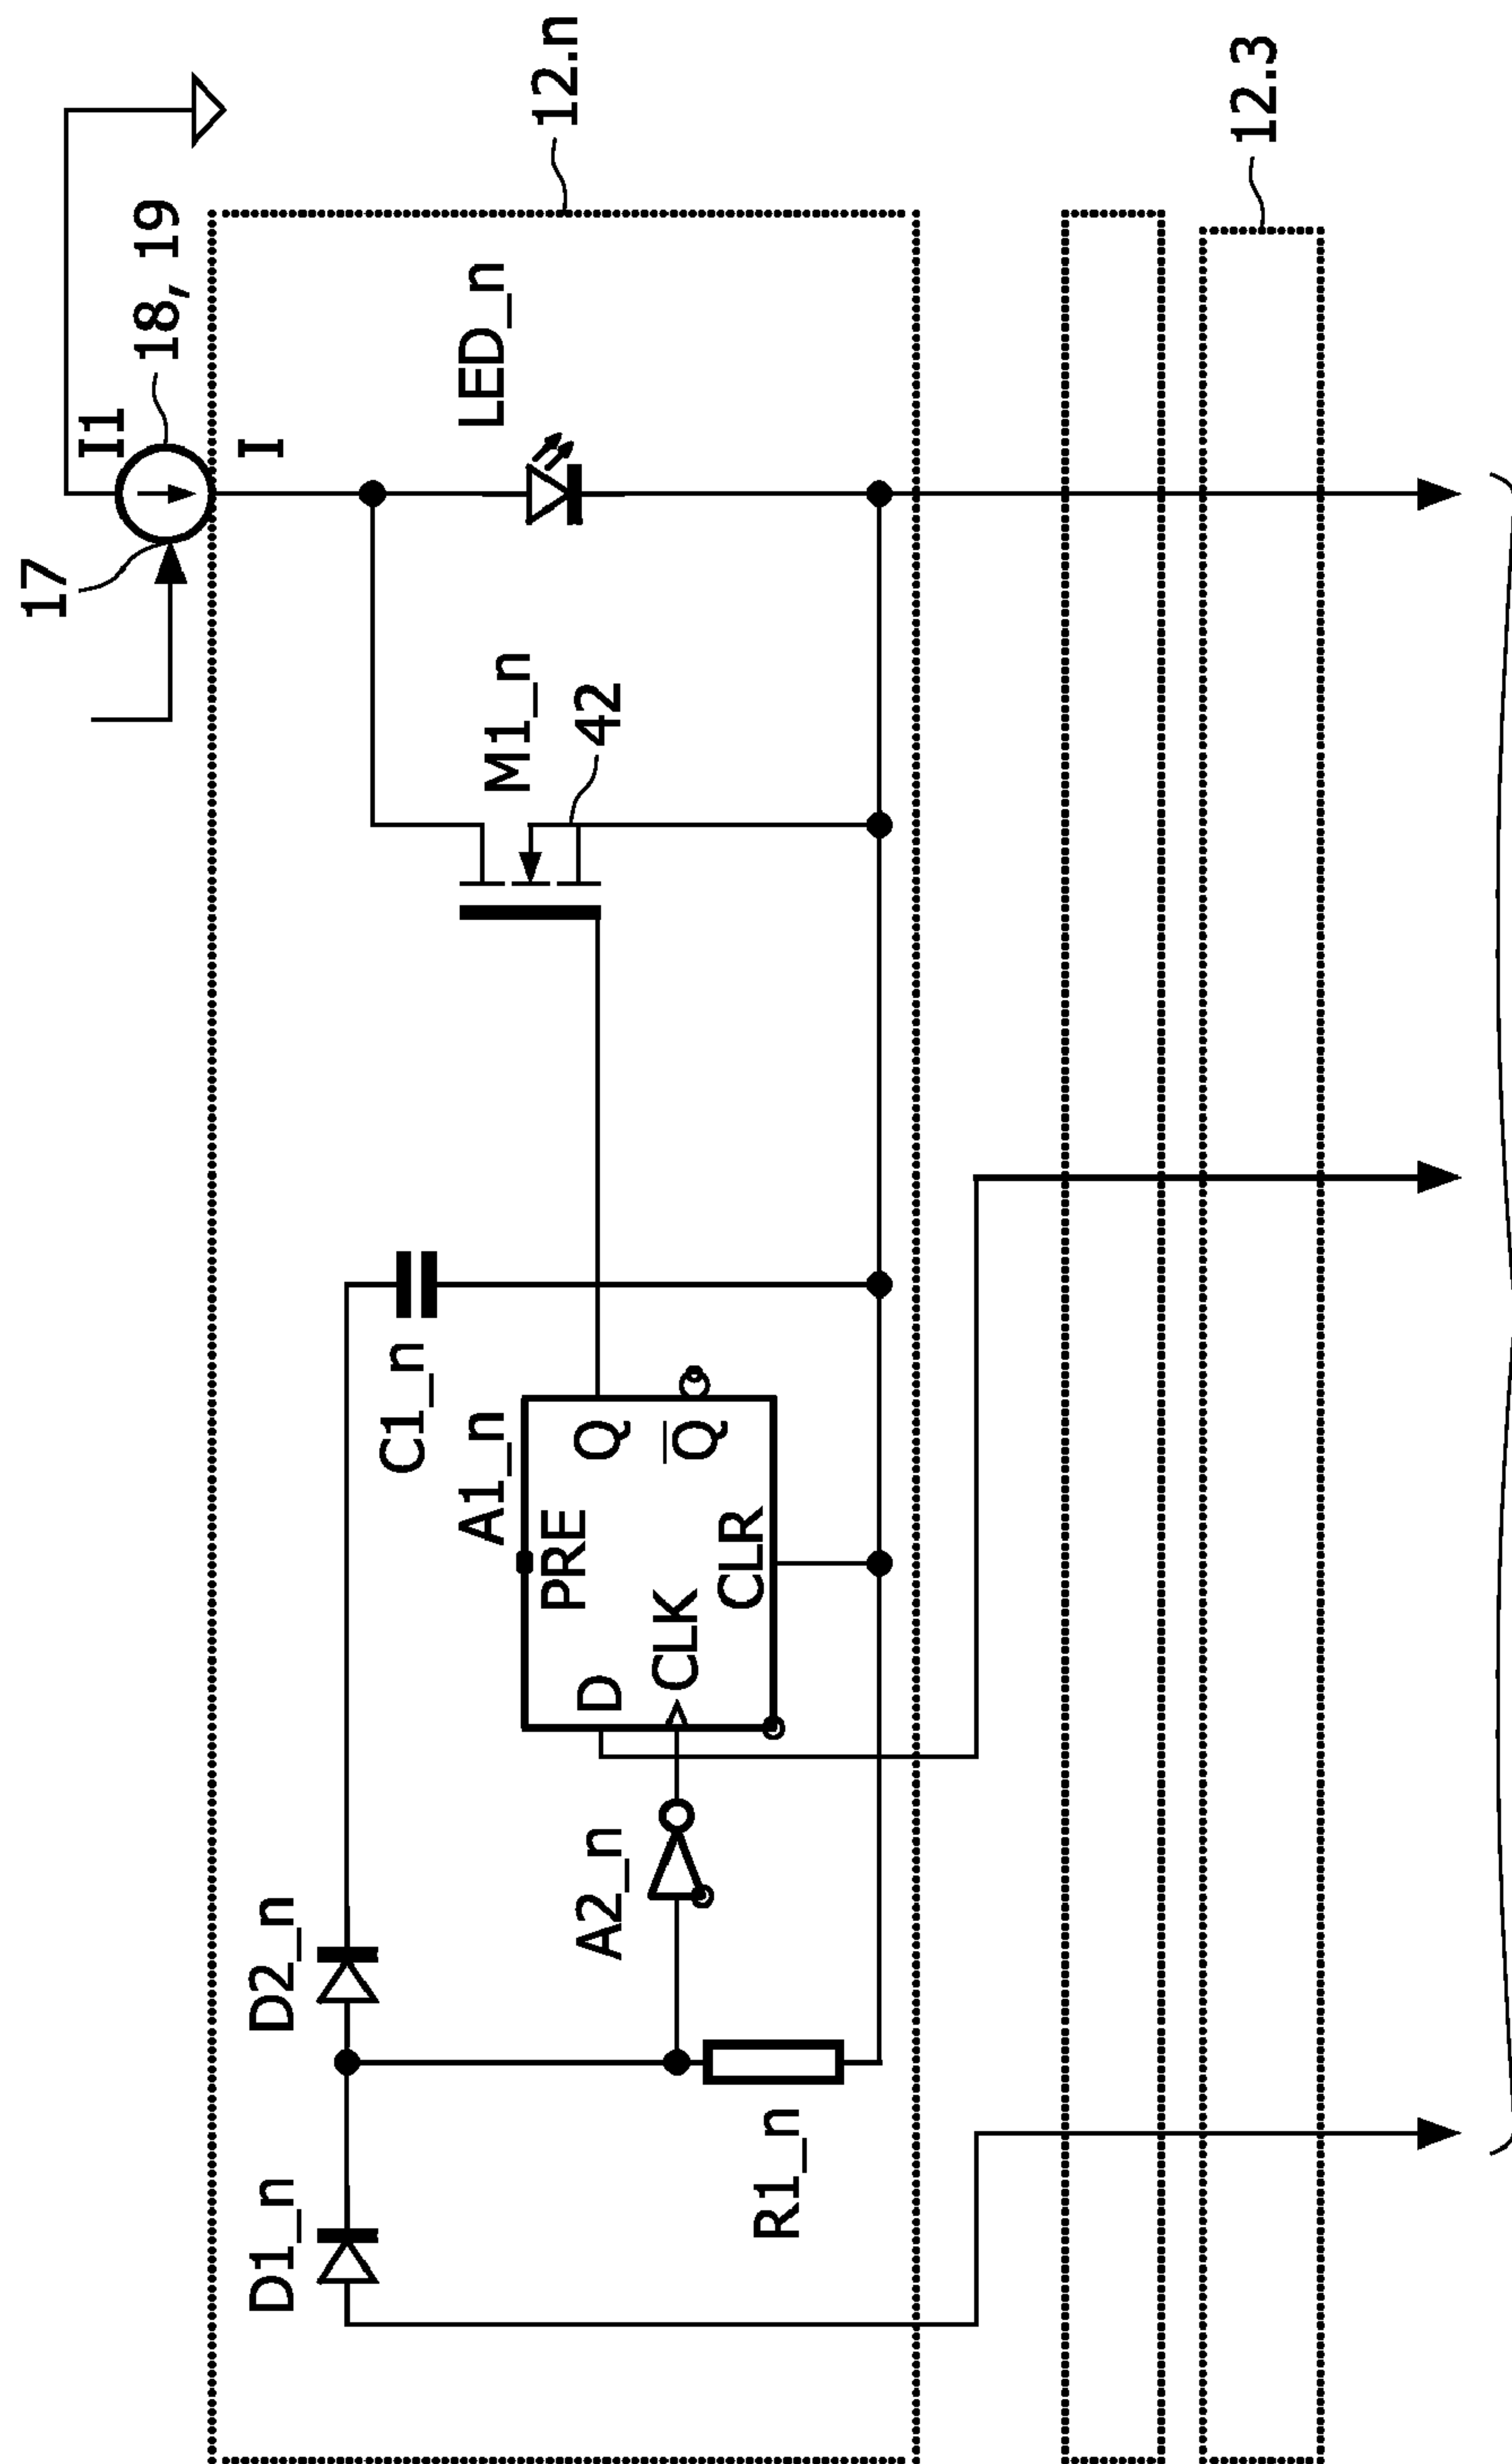 17
I1
18, 19
I
12.n
12.3
LED_n
M1_n
42
C1_n
A1_n
PRE
Q
Q̅
D
CLK
CLR
D2_n
A2_n
D1_n
R1_n